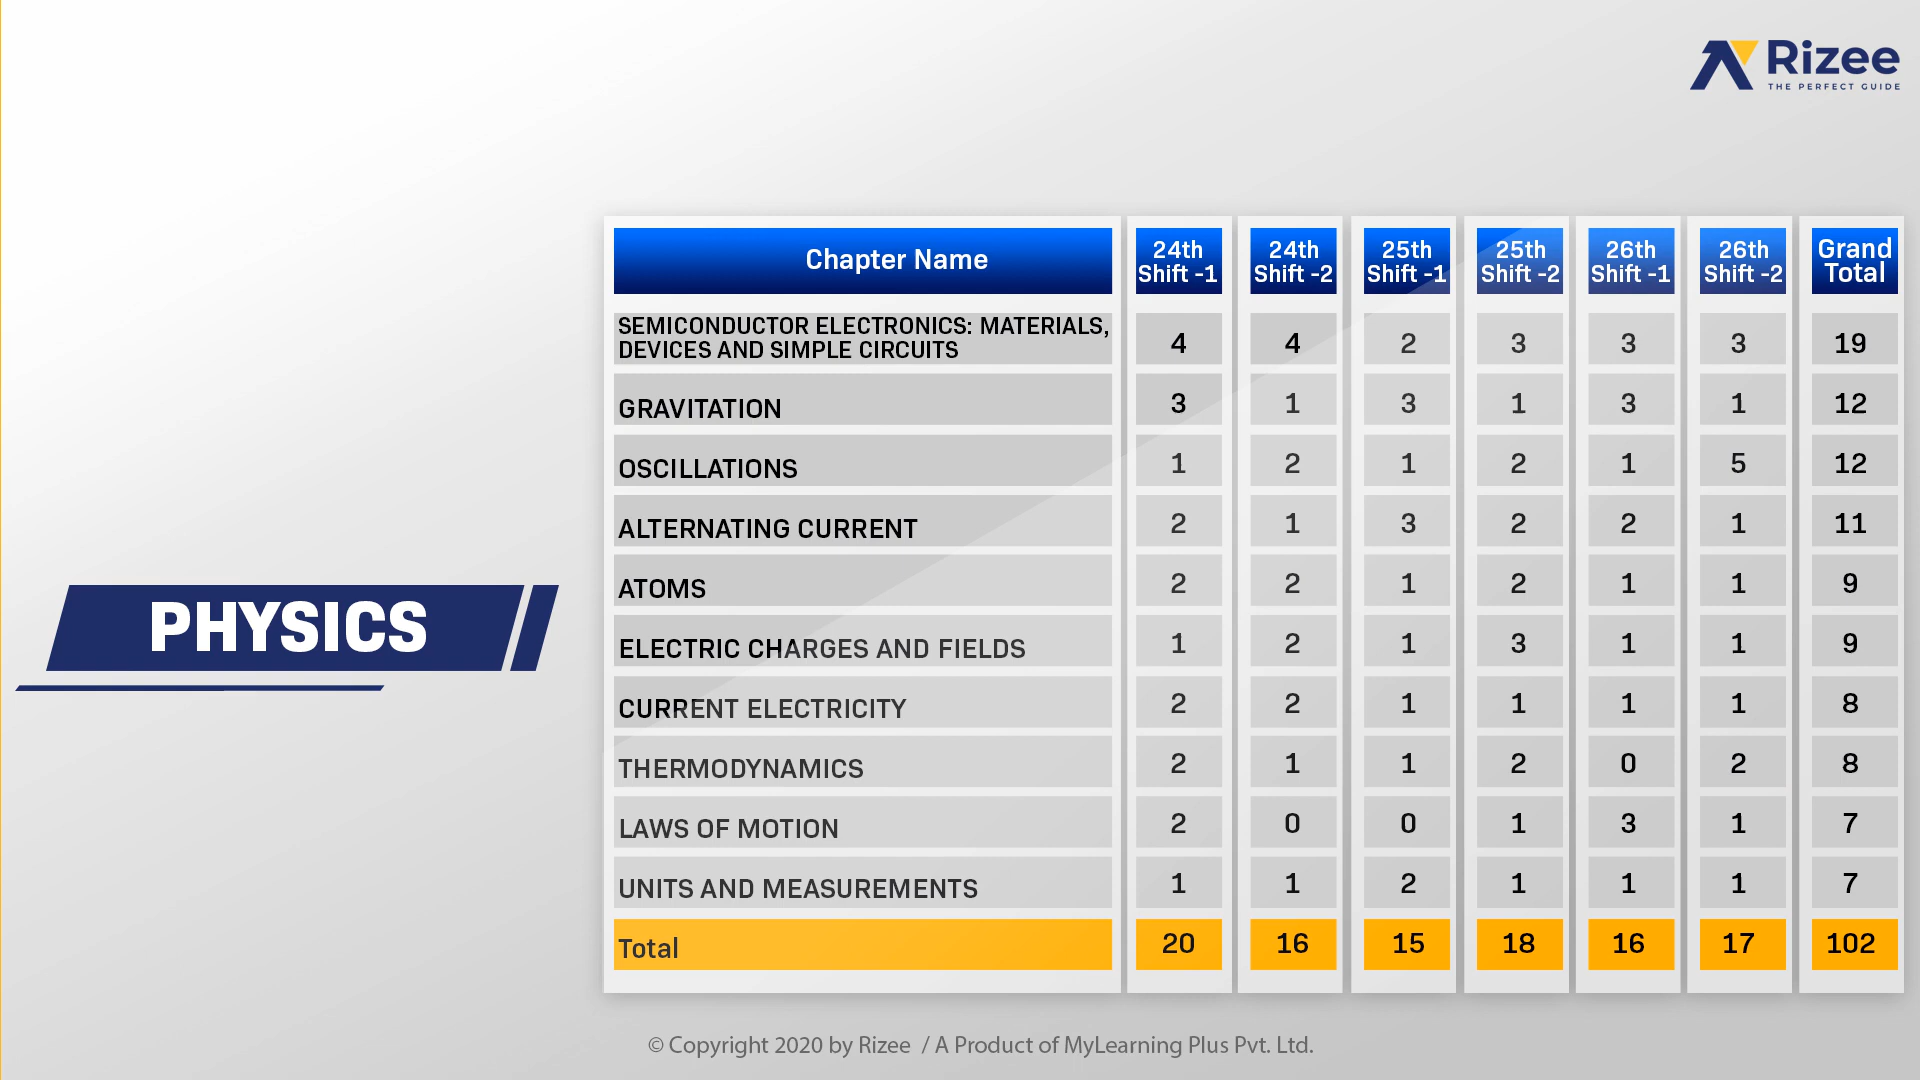 Rizee
THE PERFECT GUIDE
PHYSICS
Chapter Name 24th Shift -1 24th Shift -2 25th Shift -1 25th Shift -2 26th Shift -1 26th Shift -2 Grand Total
SEMICONDUCTOR ELECTRONICS: MATERIALS,
DEVICES AND SIMPLE CIRCUITS 4 4 2 3 3 3 19
GRAVITATION 3 1 3 1 3 1 12
OSCILLATIONS 1 2 1 2 1 5 12
ALTERNATING CURRENT 2 1 3 2 2 1 11
ATOMS 2 2 1 2 1 1 9
ELECTRIC CHARGES AND FIELDS 1 2 1 3 1 1 9
CURRENT ELECTRICITY 2 2 1 1 1 1 8
THERMODYNAMICS 2 1 1 2 0 2 8
LAWS OF MOTION 2 0 0 1 3 1 7
UNITS AND MEASUREMENTS 1 1 2 1 1 1 7
Total 20 16 15 18 16 17 102
© Copyright 2020 by Rizee / A Product of MyLearning Plus Pvt. Ltd.